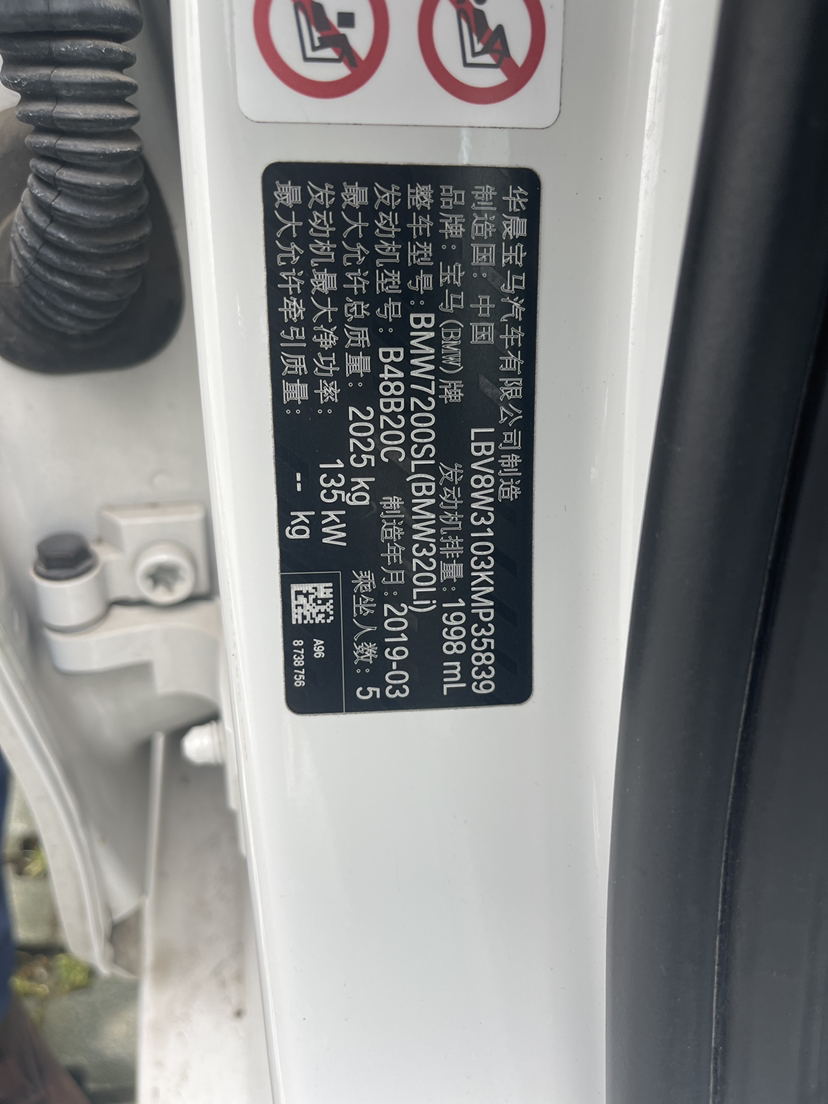 华晨宝马汽车有限公司制造
制造国：中国 LBV8W3103KMP35839
品牌：宝马(BMW)牌 发动机排量：1998 mL
整车型号：BMW7200SL(BMW320Li)
发动机型号：B48B20C 制造年月：2019-03
最大允许总质量：2025 kg 乘坐人数：5
发动机最大净功率：135 kW
最大允许牵引质量：-- kg
A96
8 738 756